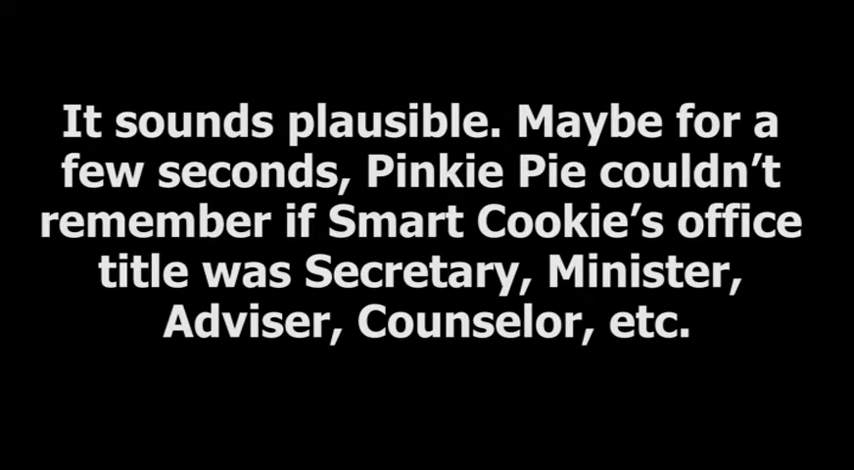 It sounds plausible. Maybe for a
few seconds, Pinkie Pie couldn’t
remember if Smart Cookie’s office
title was Secretary, Minister,
Adviser, Counselor, etc.